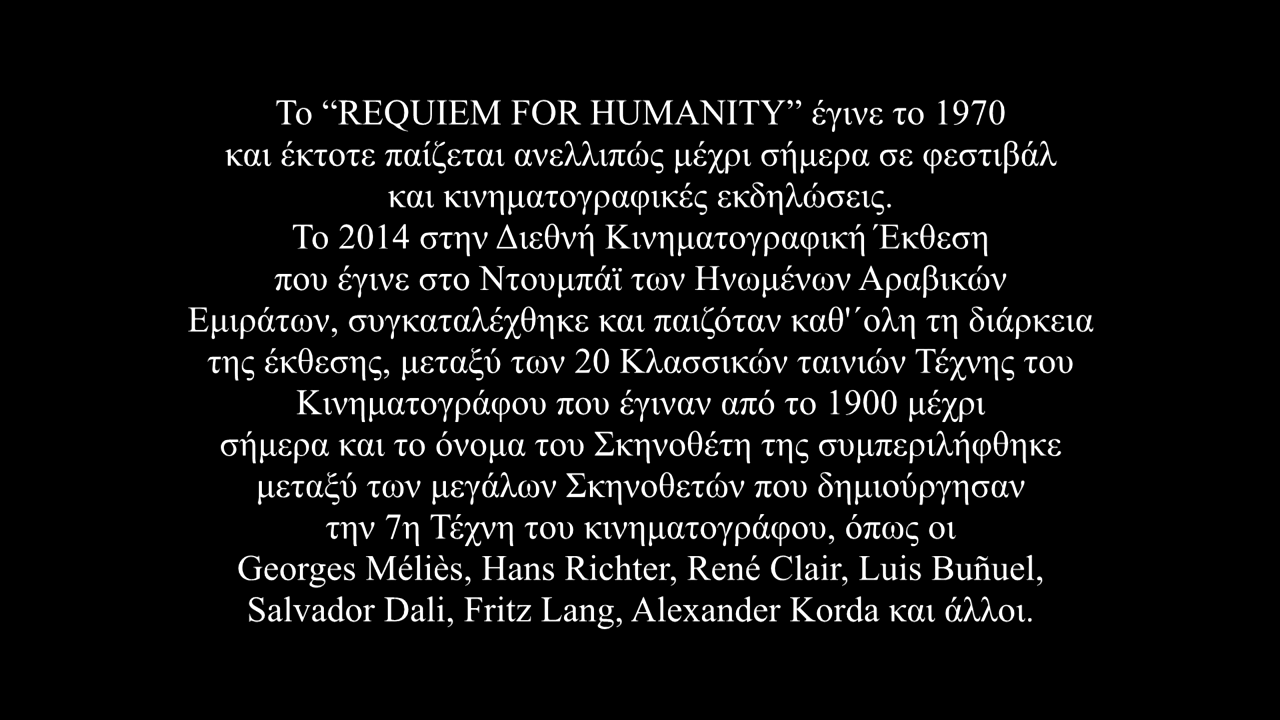 Το “REQUIEM FOR HUMANITY” έγινε το 1970
και έκτοτε παίζεται ανελλιπώς μέχρι σήμερα σε φεστιβάλ
και κινηματογραφικές εκδηλώσεις.
Το 2014 στην Διεθνή Κινηματογραφική Έκθεση
που έγινε στο Ντουμπάϊ των Ηνωμένων Αραβικών
Εμιράτων, συγκαταλέχθηκε και παιζόταν καθ'΄ολη τη διάρκεια
της έκθεσης, μεταξύ των 20 Κλασσικών ταινιών Τέχνης του
Κινηματογράφου που έγιναν από το 1900 μέχρι
σήμερα και το όνομα του Σκηνοθέτη της συμπεριλήφθηκε
μεταξύ των μεγάλων Σκηνοθετών που δημιούργησαν
την 7η Τέχνη του κινηματογράφου, όπως οι
Georges Méliès, Hans Richter, René Clair, Luis Buñuel,
Salvador Dali, Fritz Lang, Alexander Korda και άλλοι.